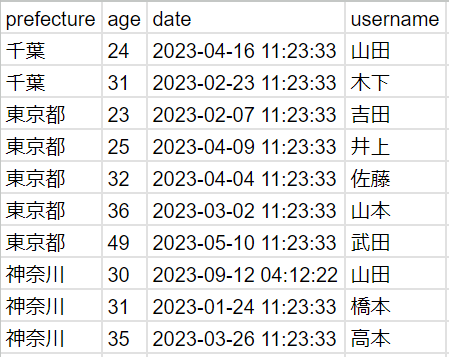 prefecture age date username
千葉 24 2023-04-16 11:23:33 山田
千葉 31 2023-02-23 11:23:33 木下
東京都 23 2023-02-07 11:23:33 吉田
東京都 25 2023-04-09 11:23:33 井上
東京都 32 2023-04-04 11:23:33 佐藤
東京都 36 2023-03-02 11:23:33 山本
東京都 49 2023-05-10 11:23:33 武田
神奈川 30 2023-09-12 04:12:22 山田
神奈川 31 2023-01-24 11:23:33 橋本
神奈川 35 2023-03-26 11:23:33 高本